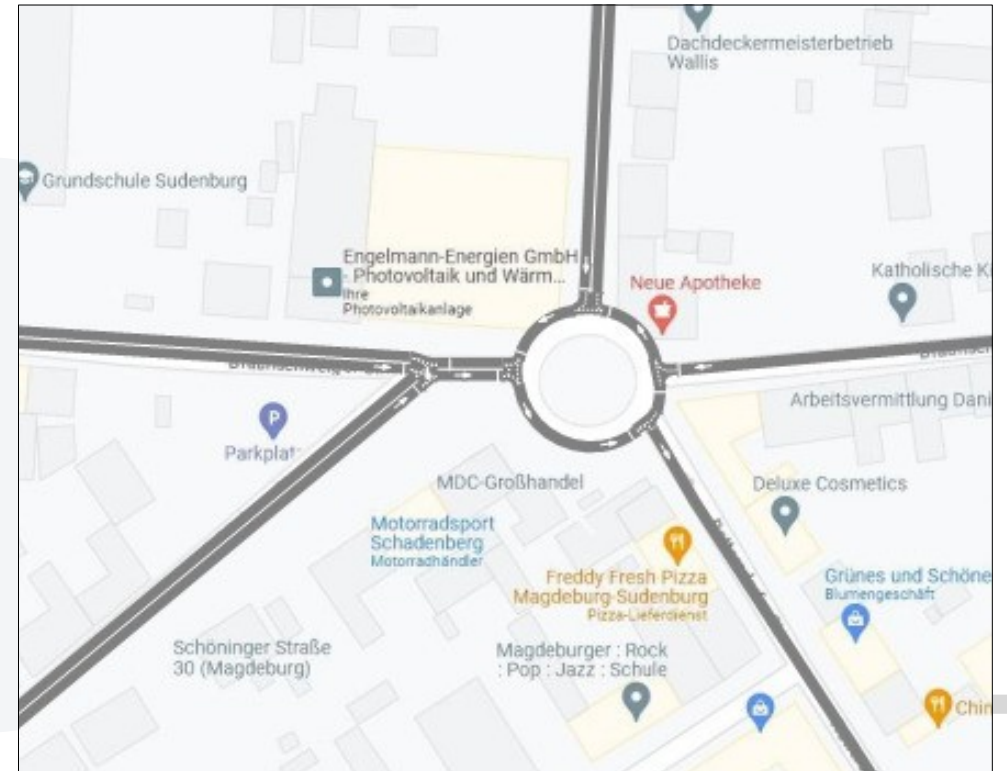 Dachdeckermeisterbetrieb
Wallis
Grundschule Sudenburg
Engelmann-Energien GmbH
- Photovoltaik und Wärm...
Ihre
Photovoltaikanlage
Neue Apotheke
Katholische Ki
Arbeitsvermittlung Dani
P
Parkplat
MDC-Großhandel
Deluxe Cosmetics
Motorradsport
Schadenberg
Motorradhändler
Freddy Fresh Pizza
Magdeburg-Sudenburg
Pizza-Lieferdienst
Grünes und Schöne
Blumengeschäft
Schöninger Straße
30 (Magdeburg)
Magdeburger : Rock
: Pop : Jazz : Schule
Chin